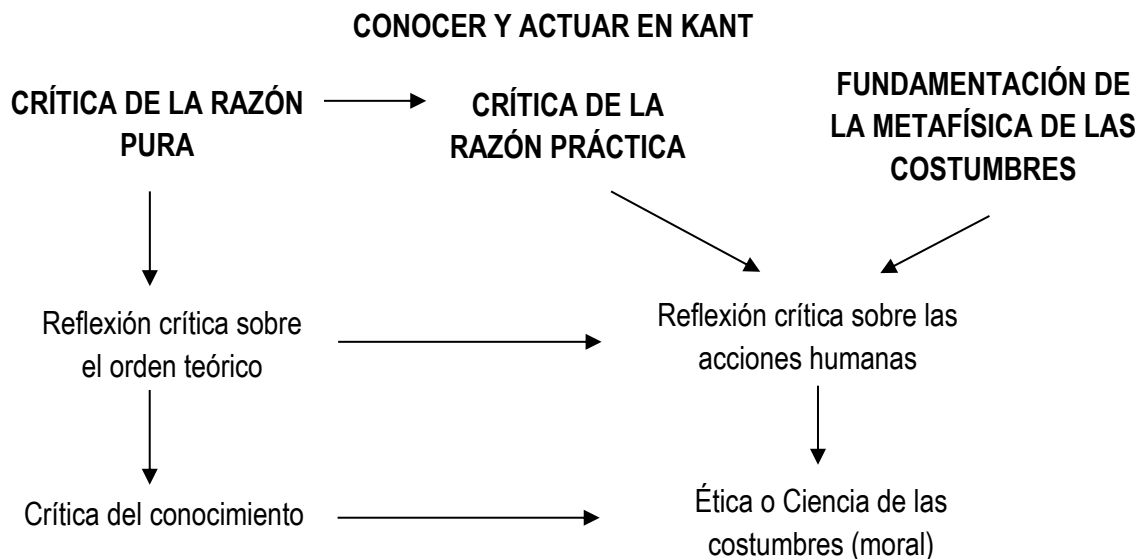 CONOCER Y ACTUAR EN KANT
CRÍTICA DE LA RAZÓN
PURA
CRÍTICA DE LA
RAZÓN PRÁCTICA
FUNDAMENTACIÓN DE
LA METAFÍSICA DE LAS
COSTUMBRES
Reflexión crítica sobre
el orden teórico
Reflexión crítica sobre las
acciones humanas
Crítica del conocimiento
Ética o Ciencia de las
costumbres (moral)